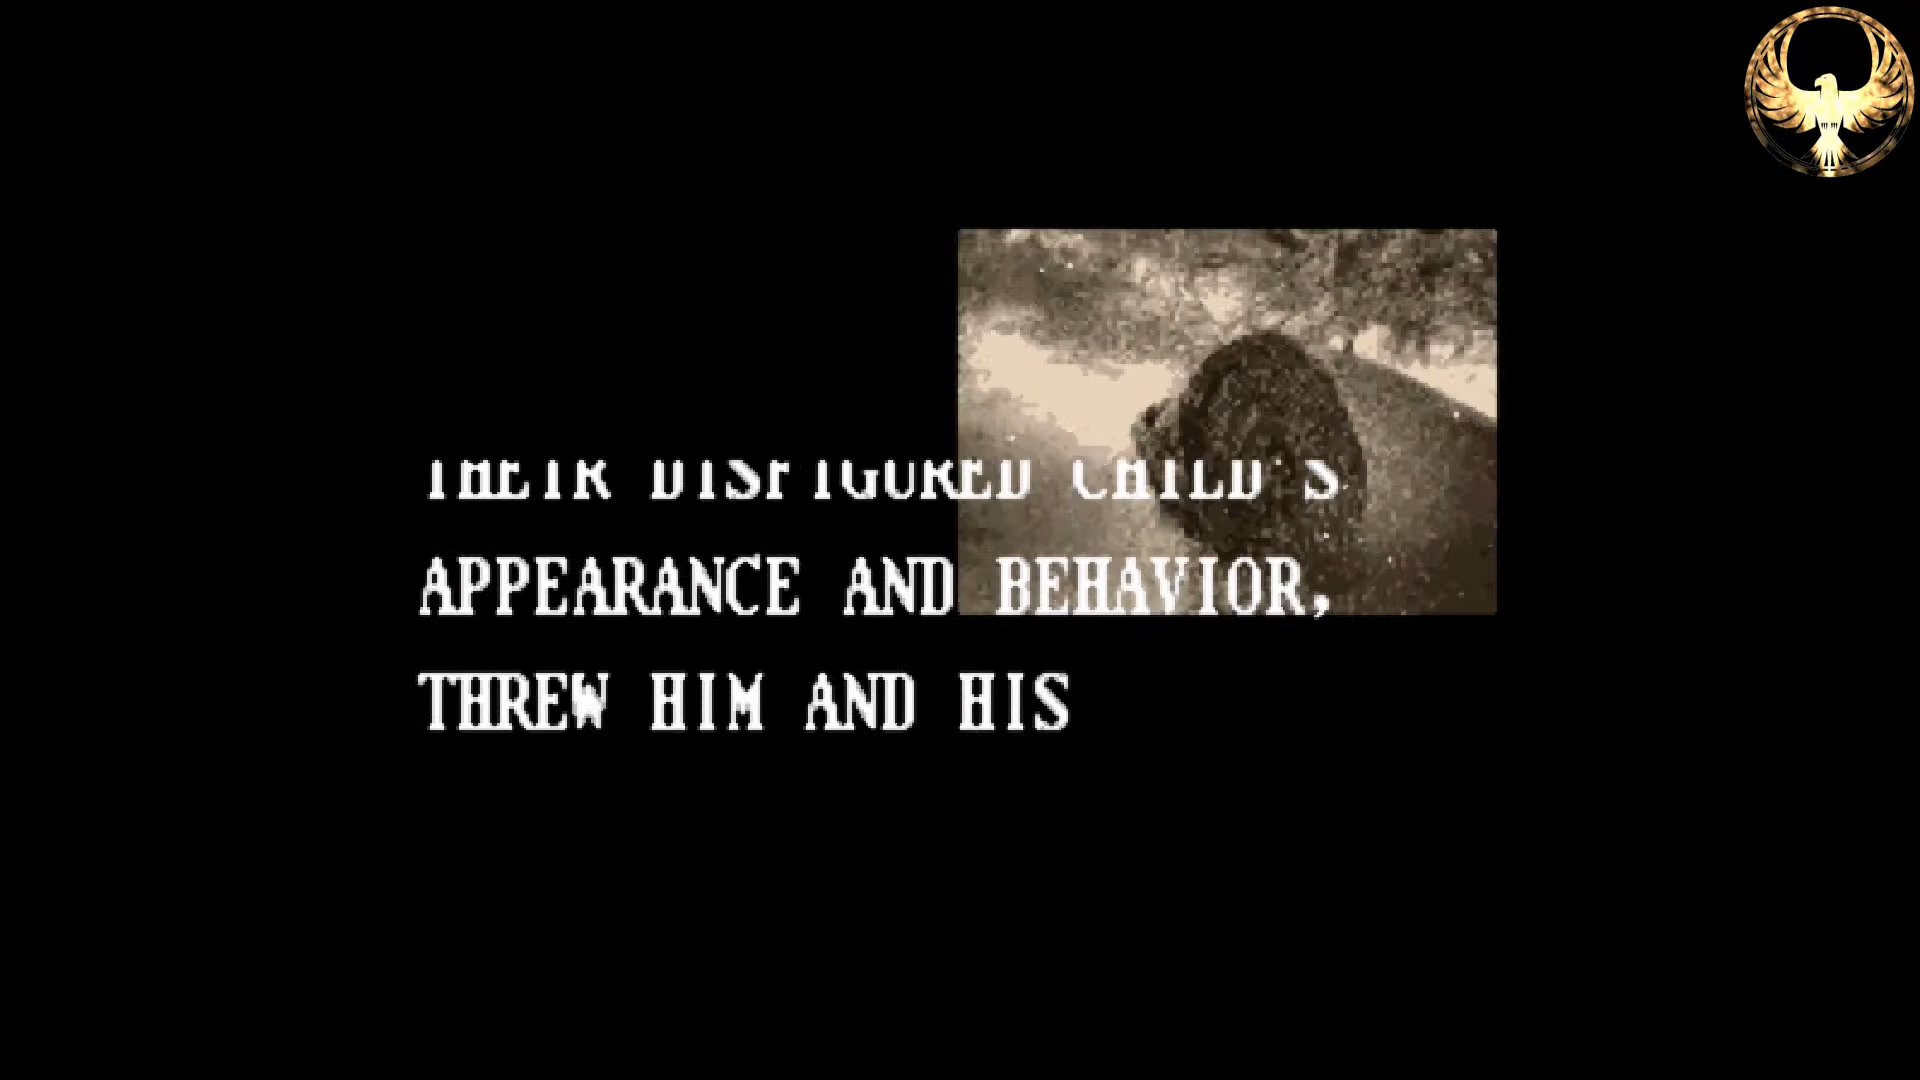 THEIR DISFIGURED CHILD'S
APPEARANCE AND BEHAVIOR,
THREW HIM AND HIS